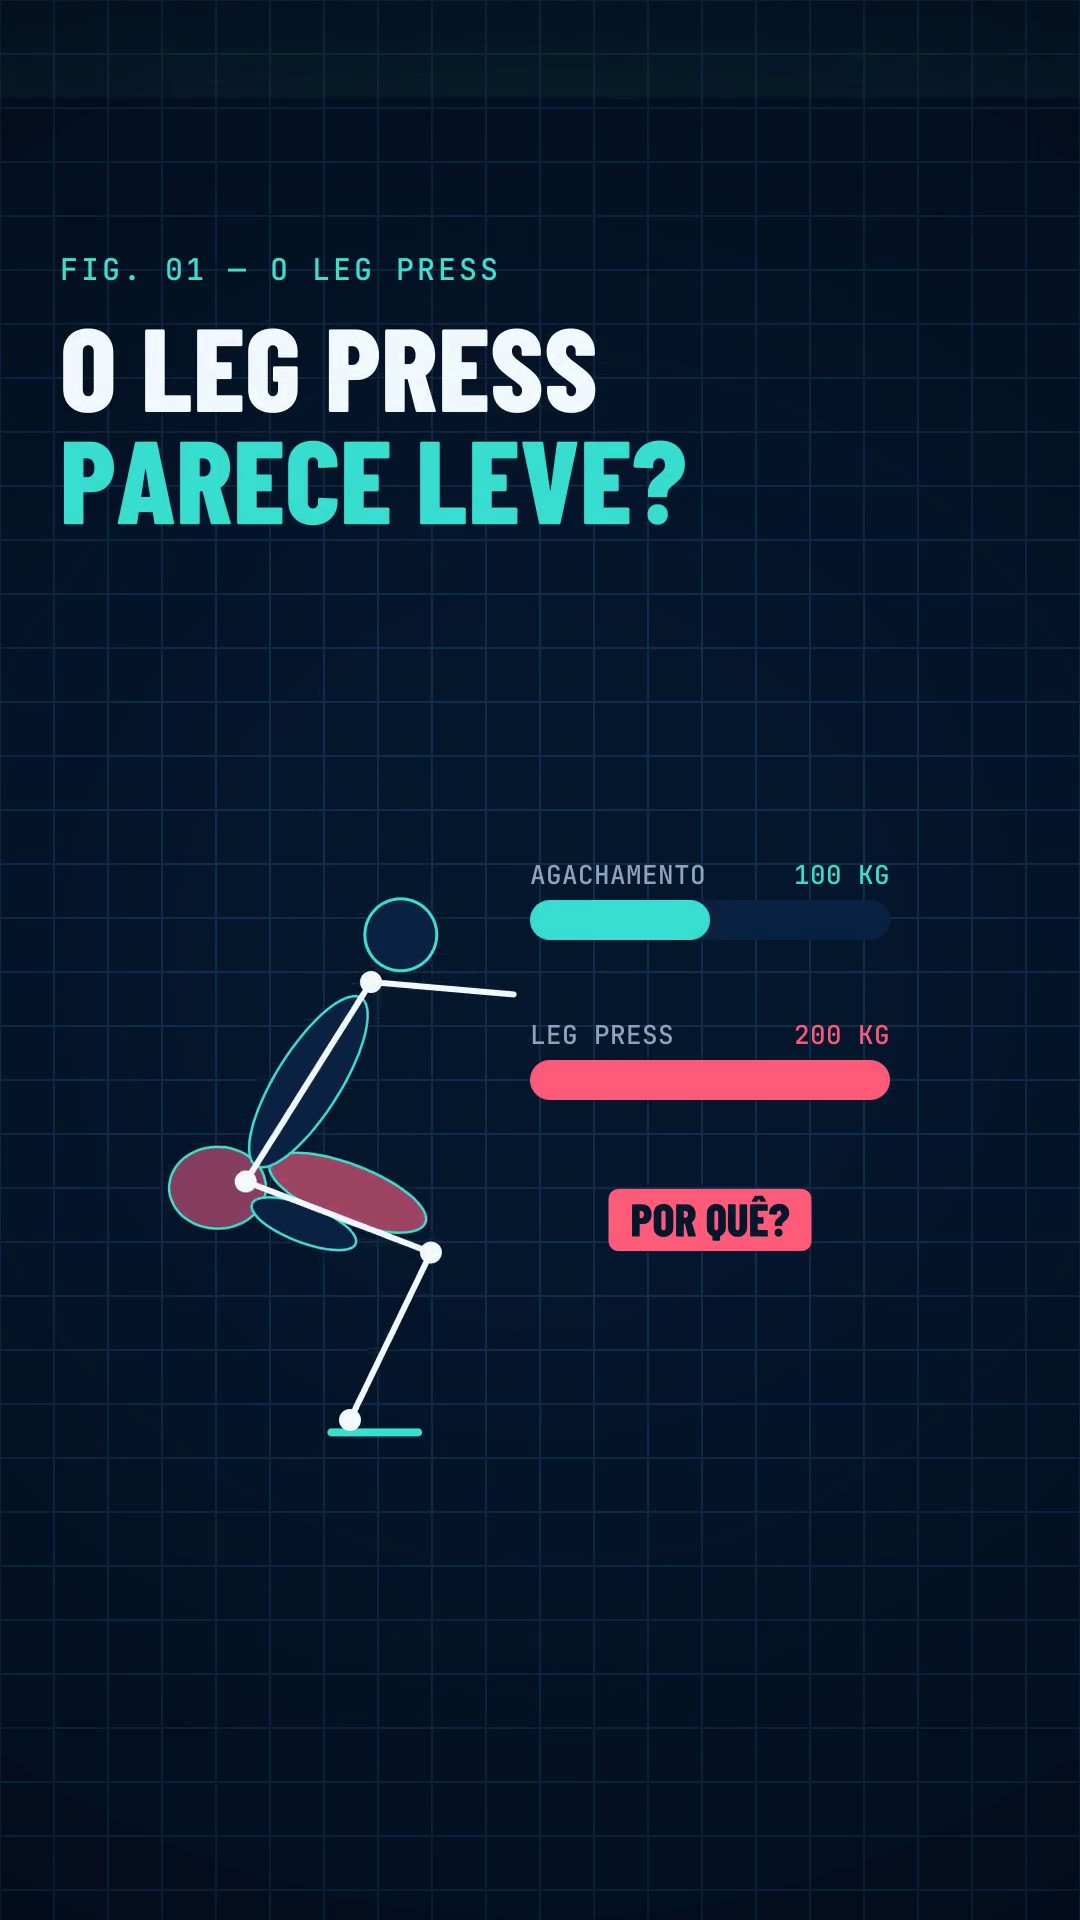 FIG. 01 — O LEG PRESS
O LEG PRESS
PARECE LEVE?
AGACHAMENTO 100 KG
LEG PRESS 200 KG
POR QUÊ?